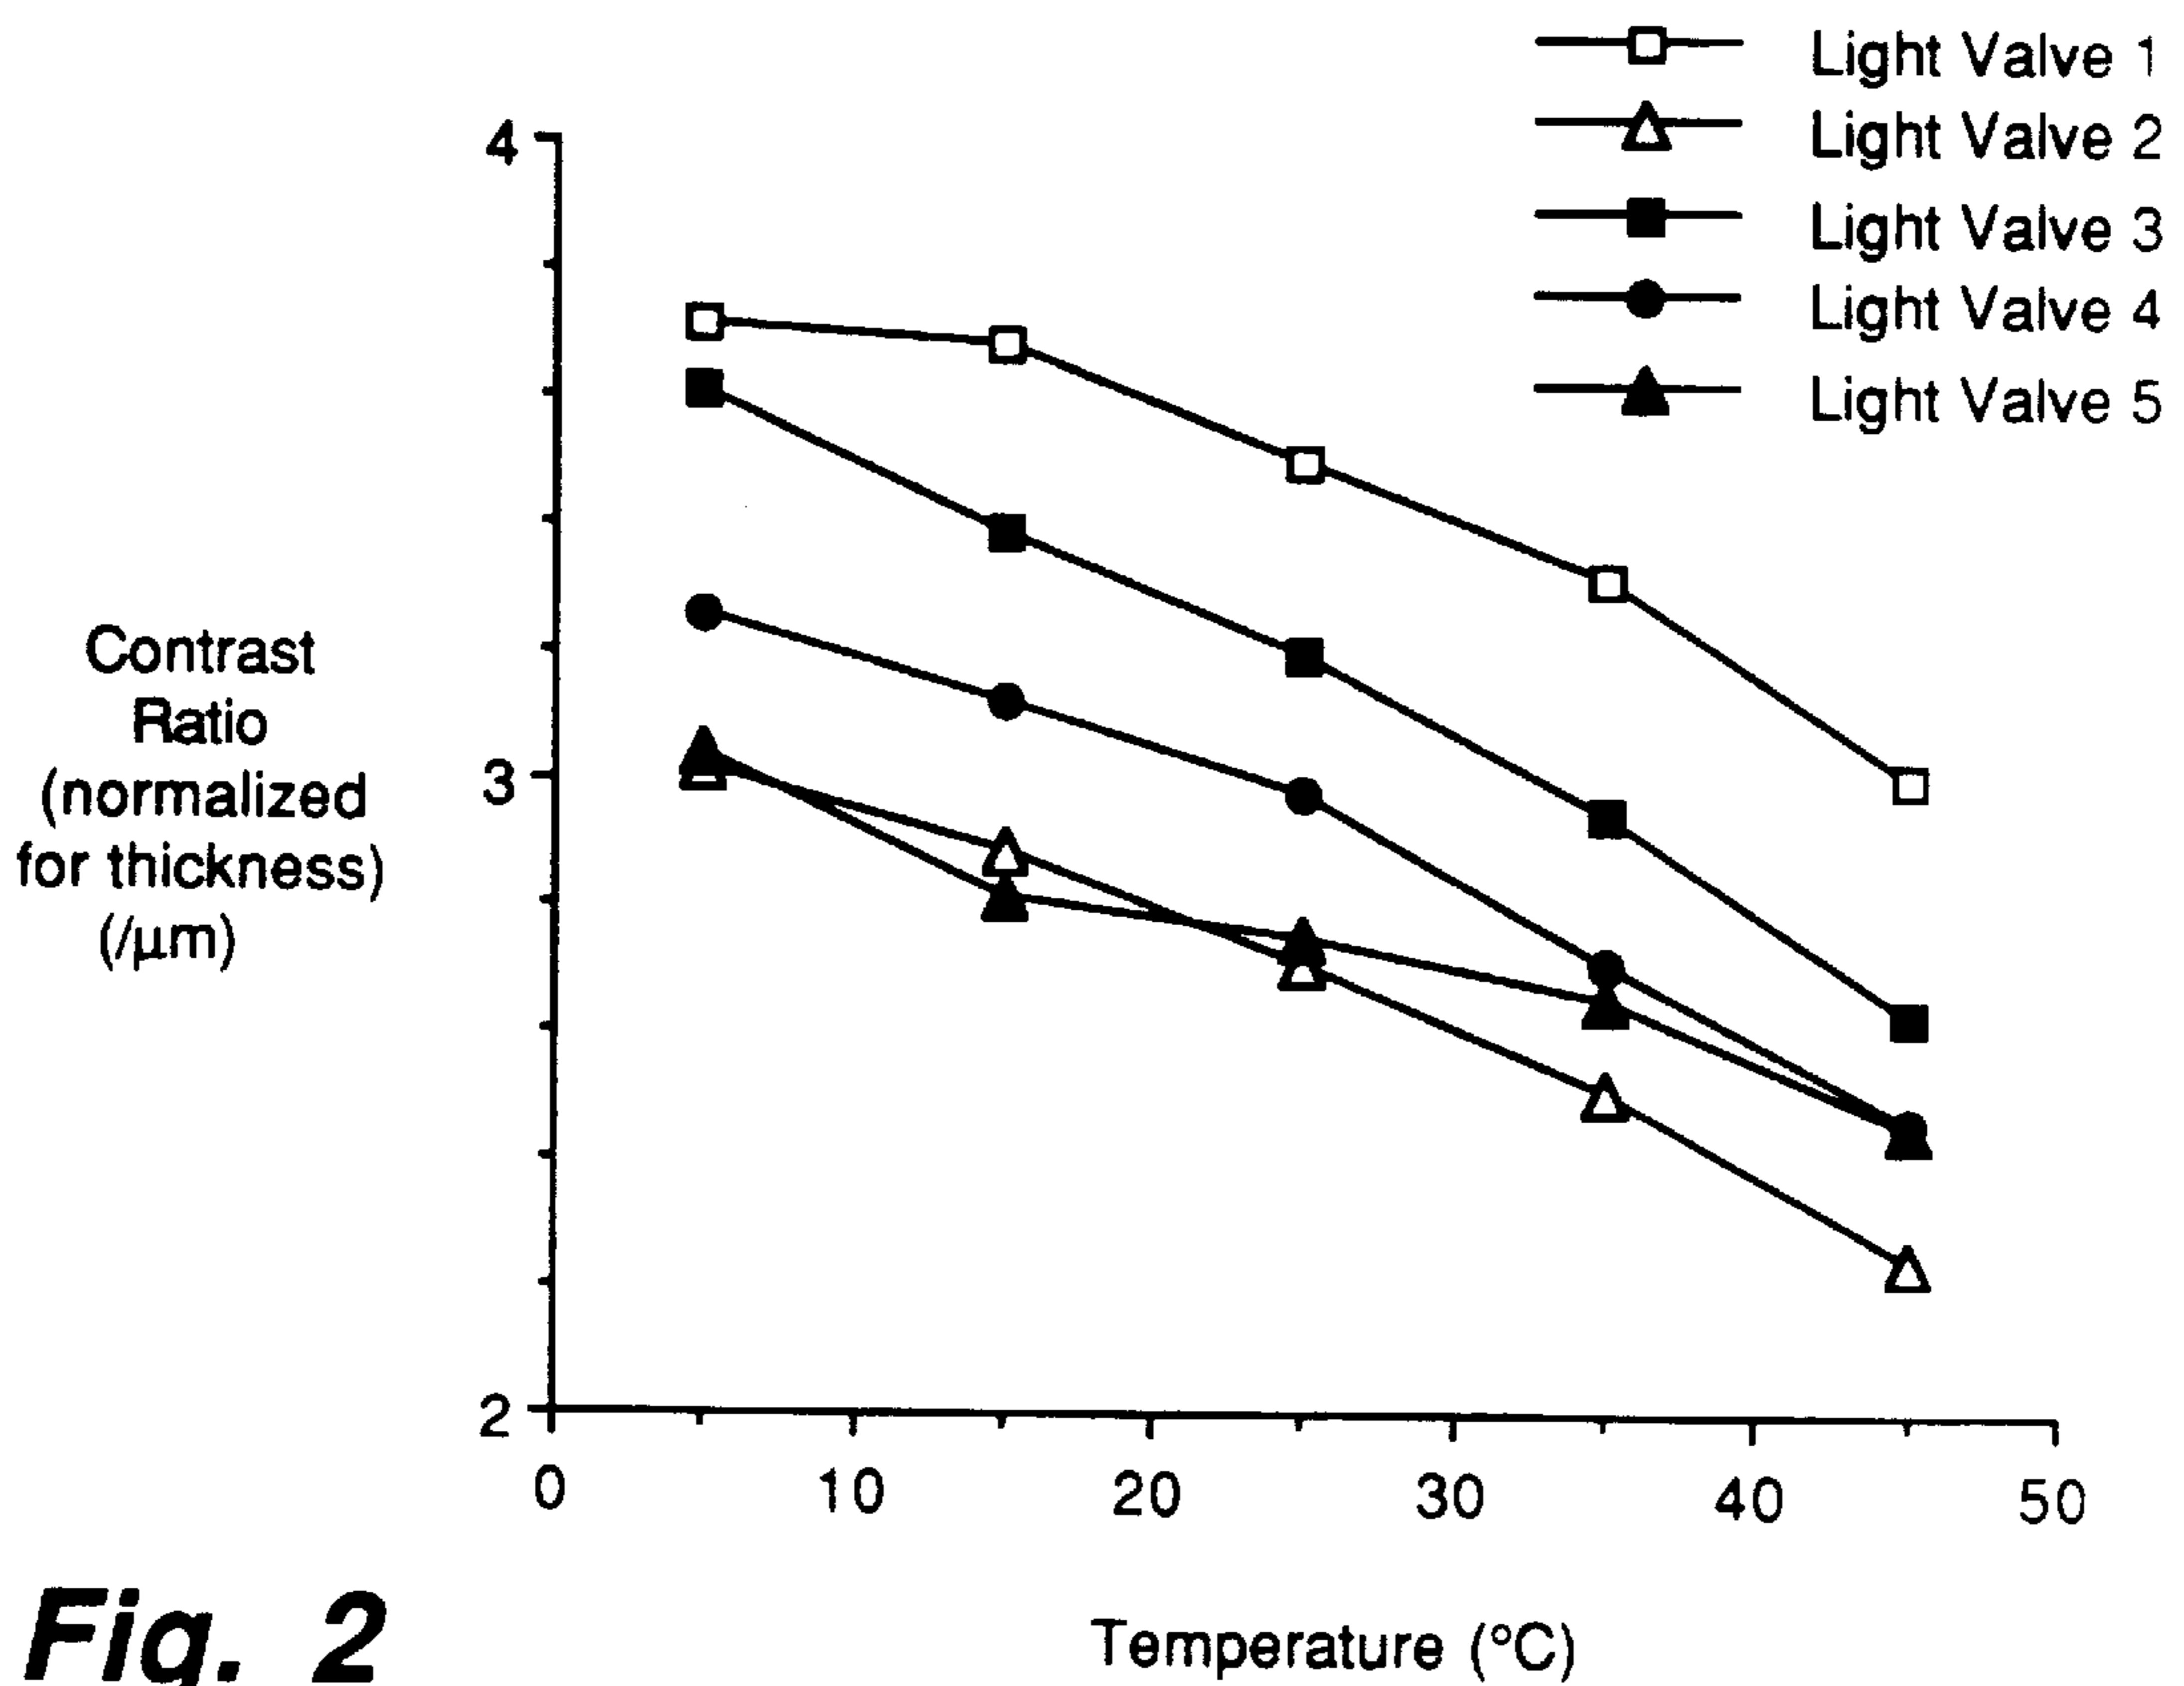 Light Valve 1
Light Valve 2
Light Valve 3
Light Valve 4
Light Valve 5
4
3
2
Contrast
Ratio
(normalized
for thickness)
(/μm)
0 10 20 30 40 50
Temperature (°C)
Fig. 2